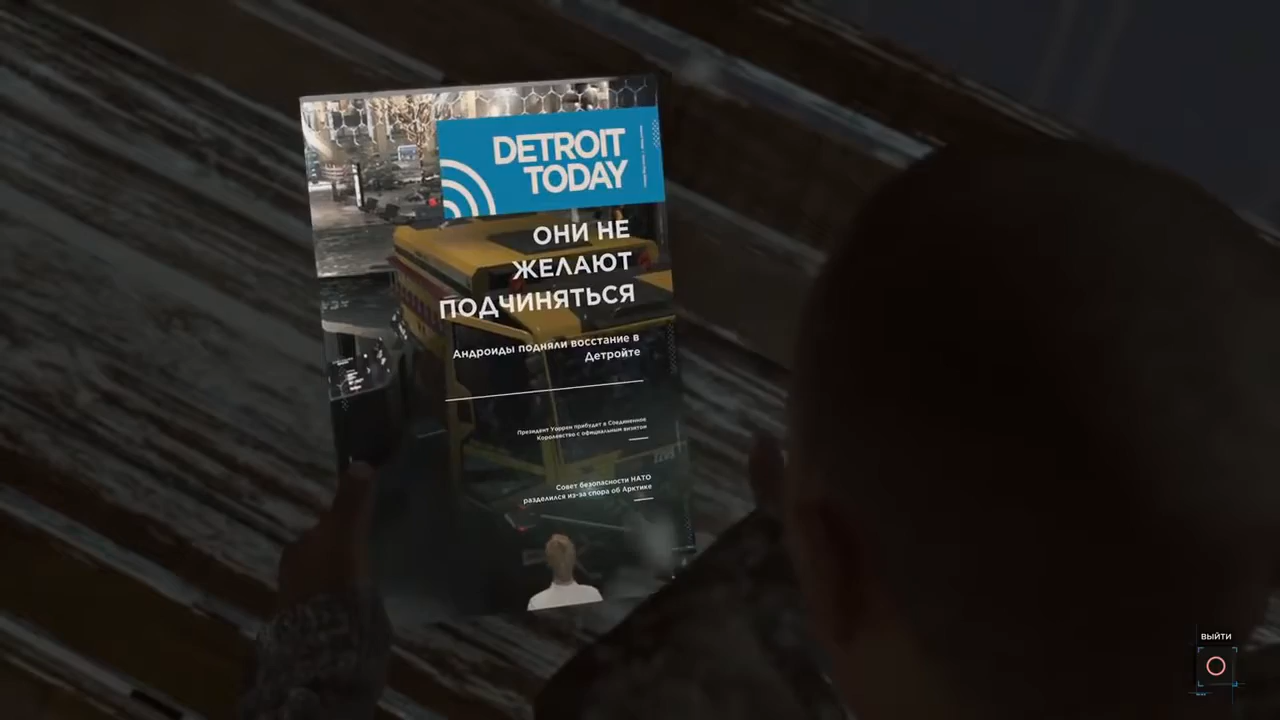 DETROIT
TODAY
ОНИ НЕ
ЖЕЛАЮТ
ПОДЧИНЯТЬСЯ
Андроиды подняли восстание в
Детройте
Президент Уоррен прибудет в Соединенное
Королевство с официальным визитом
Совет безопасности НАТО
разделился из-за спора об Арктике
ВЫЙТИ